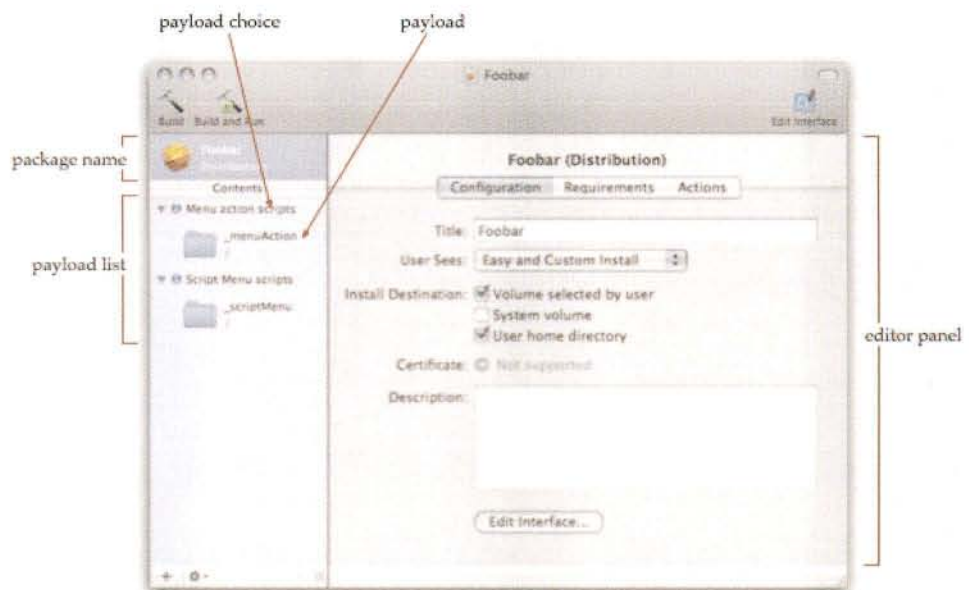 payload choice
payload
Foobar
Build
Build and Run
Edit Interface
package name
Foobar
Foobar (Distribution)
Contents
Configuration
Requirements
Actions
Menu action scripts
_menuAction
/
payload list
Script Menu scripts
_scriptMenu
/
Title: Foobar
User Sees: Easy and Custom Install
Install Destination: Volume selected by user
System volume
User home directory
editor panel
Certificate: Not supported
Description:
Edit Interface...